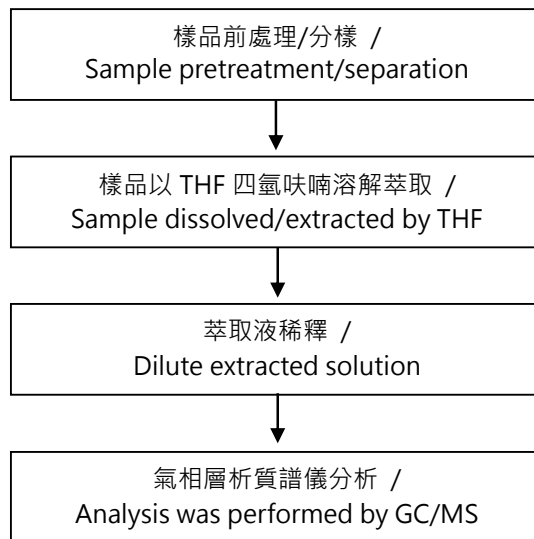 樣品前處理/分樣 /
Sample pretreatment/separation
樣品以 THF 四氫呋喃溶解萃取 /
Sample dissolved/extracted by THF
萃取液稀釋 /
Dilute extracted solution
氣相層析質譜儀分析 /
Analysis was performed by GC/MS